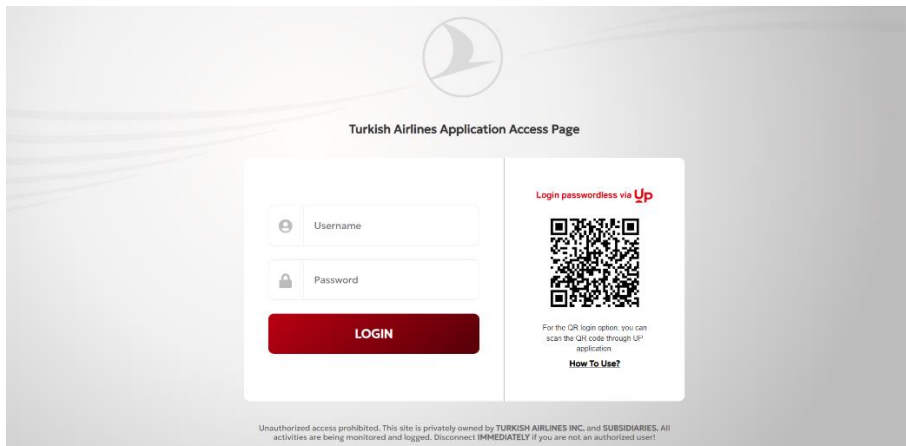 Turkish Airlines Application Access Page
Username
Password
LOGIN
Login passwordless via Up
For the QR login option, you can
scan the QR code through UP
application.
How To Use?
Unauthorized access prohibited. This site is privately owned by TURKISH AIRLINES INC. and SUBSIDIARIES. All
activities are being monitored and logged. Disconnect IMMEDIATELY if you are not an authorized user!